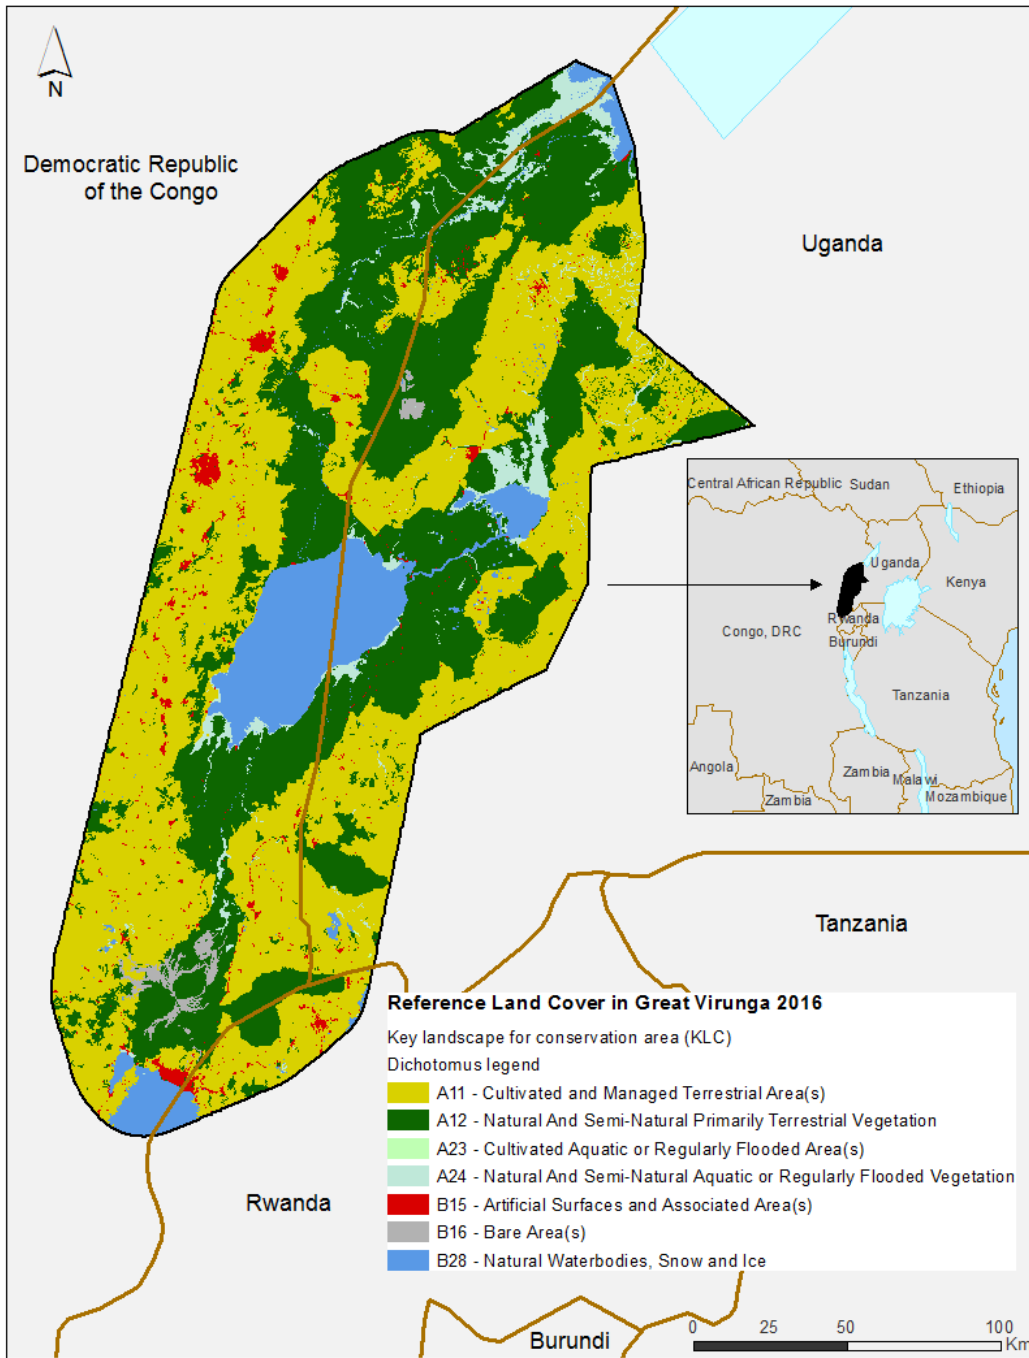 N
Democratic Republic
of the Congo
Uganda
Central African Republic
Sudan
Ethiopia
Uganda
Kenya
Rwanda
Congo, DRC
Burundi
Tanzania
Angola
Zambia
Malawi
Zambia
Mozambique
Tanzania
Reference Land Cover in Great Virunga 2016
Key landscape for conservation area (KLC)
Dichotomus legend
A11 - Cultivated and Managed Terrestrial Area(s)
A12 - Natural And Semi-Natural Primarily Terrestrial Vegetation
A23 - Cultivated Aquatic or Regularly Flooded Area(s)
A24 - Natural And Semi-Natural Aquatic or Regularly Flooded Vegetation
B15 - Artificial Surfaces and Associated Area(s)
B16 - Bare Area(s)
B28 - Natural Waterbodies, Snow and Ice
Rwanda
Burundi
0 25 50 100
Km